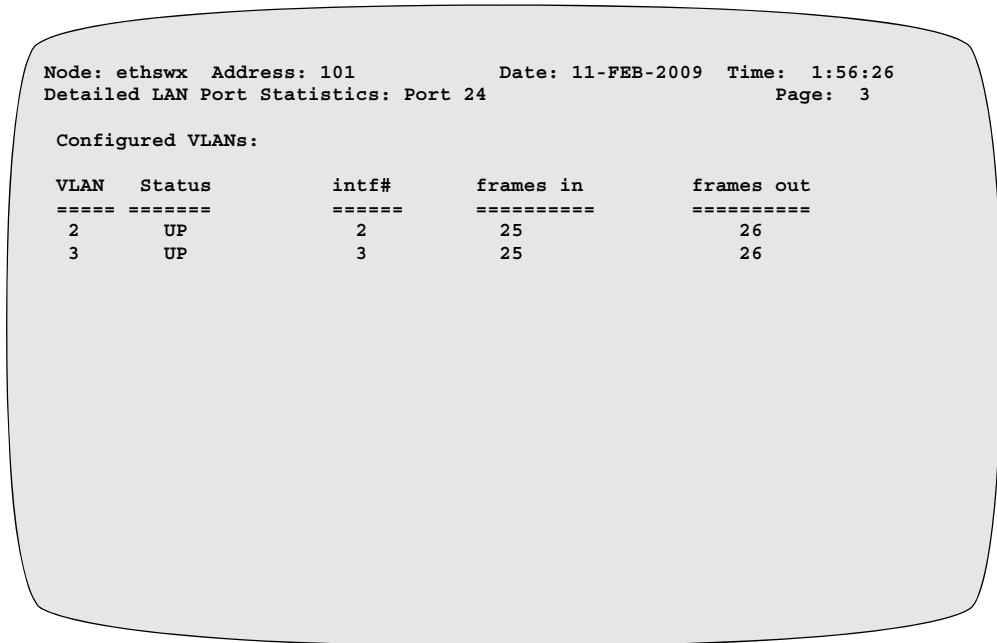 Node: ethswx  Address: 101                Date: 11-FEB-2009  Time:  1:56:26
Detailed LAN Port Statistics: Port 24                        Page:  3
Configured VLANs:
VLAN   Status          intf#       frames in        frames out
===== =======          ======      ==========        ==========
2       UP              2           25                  26
3       UP              3           25                  26